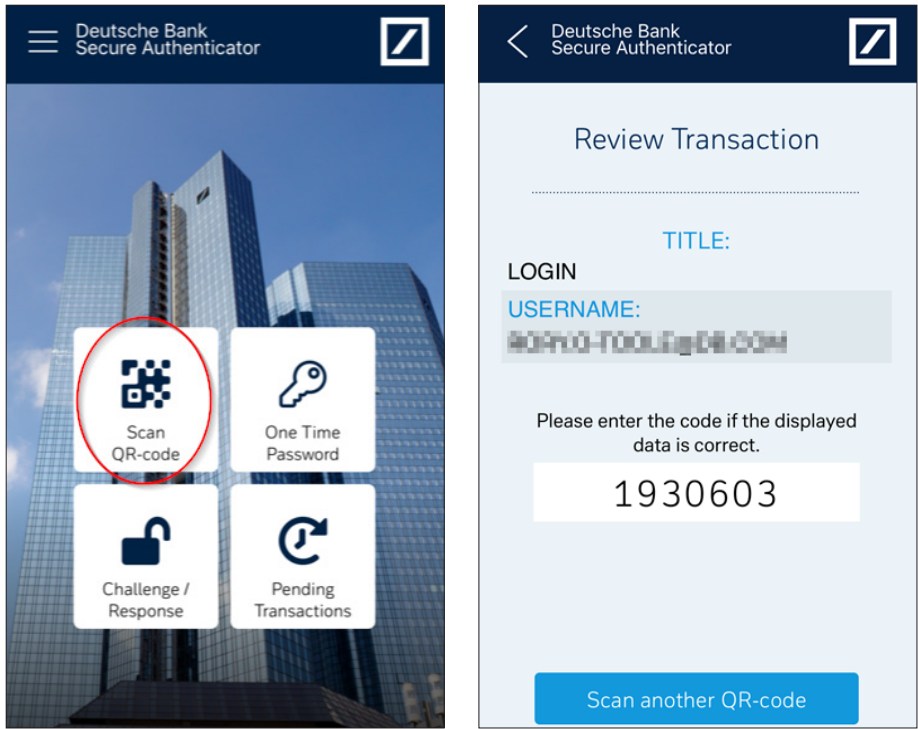 Deutsche Bank
Secure Authenticator
Scan
QR-code
One Time
Password
Challenge /
Response
Pending
Transactions
Deutsche Bank
Secure Authenticator
Review Transaction
TITLE:
LOGIN
USERNAME:
Please enter the code if the displayed
data is correct.
1930603
Scan another QR-code